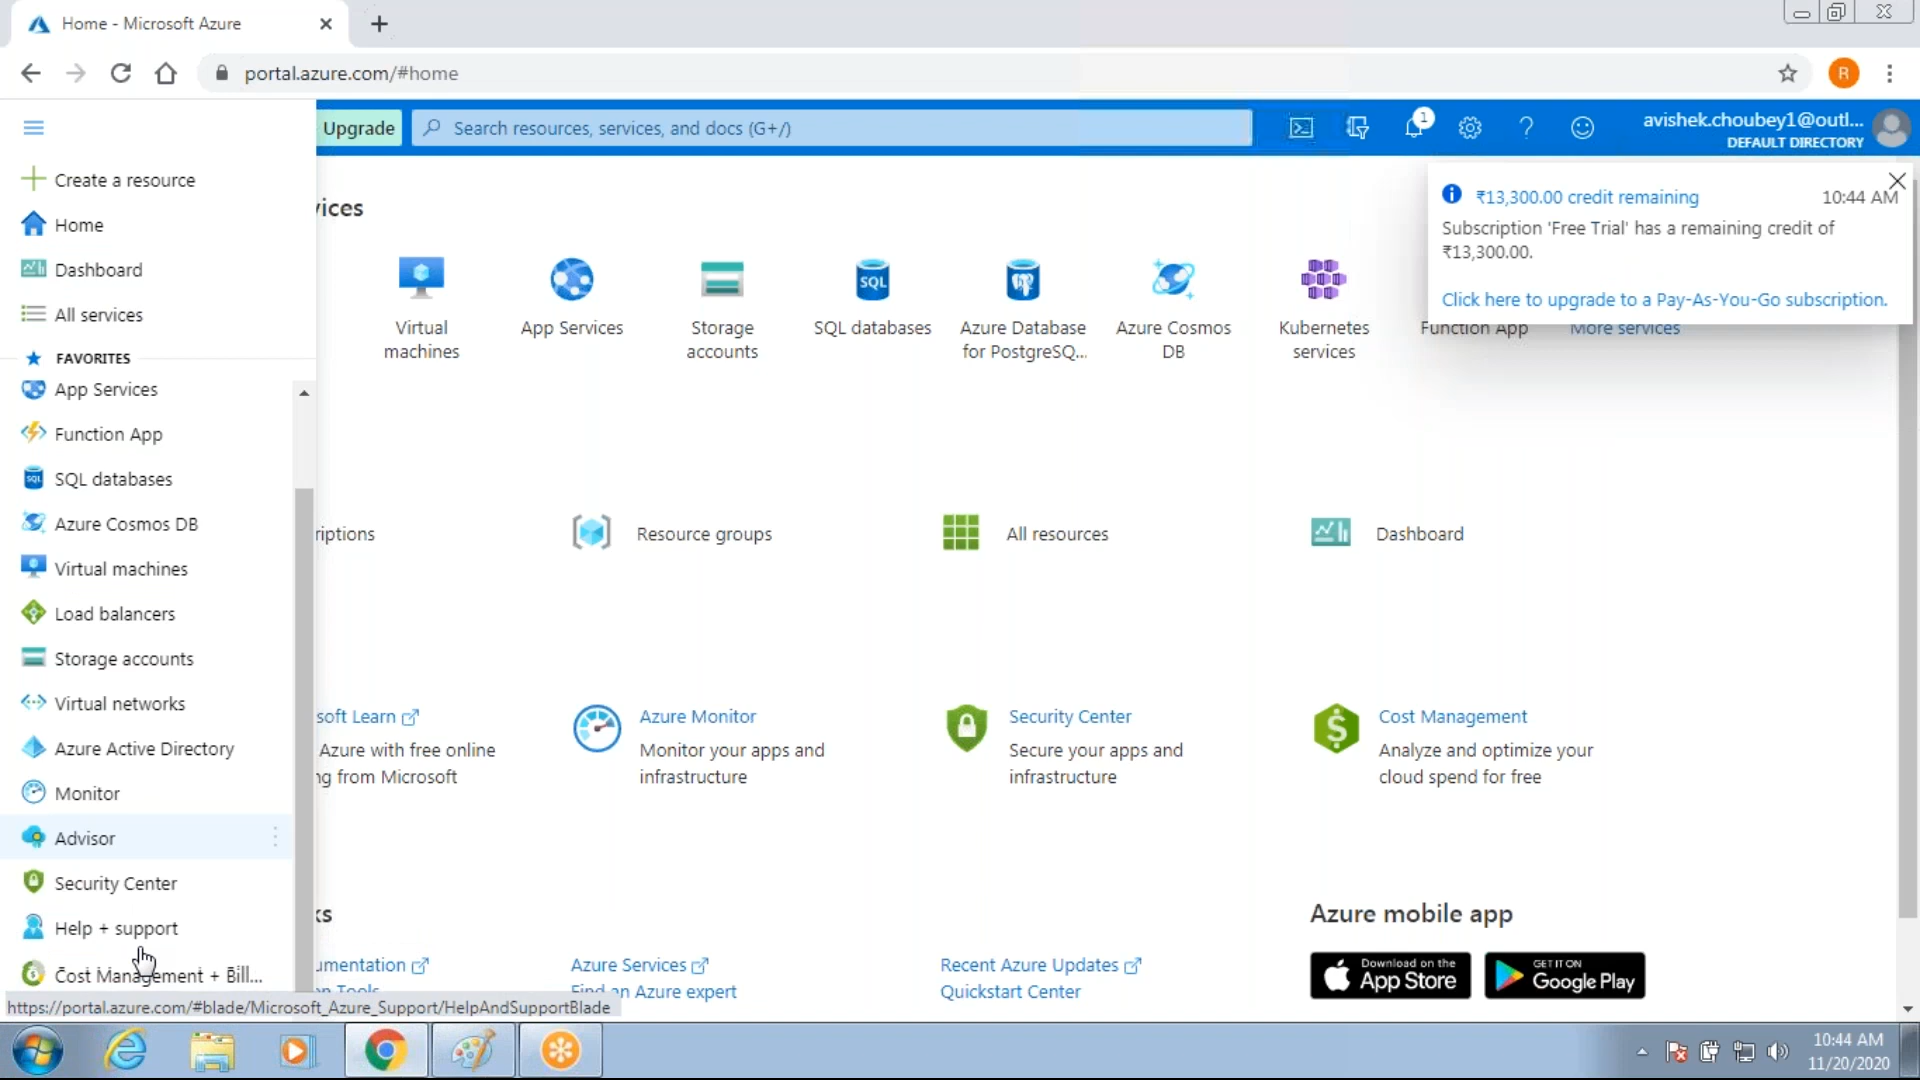 Home - Microsoft Azure
portal.azure.com/#home
R
Upgrade
Search resources, services, and docs (G+/)
1
avishek.choubey1@outl...
DEFAULT DIRECTORY
Create a resource
Home
Dashboard
All services
FAVORITES
App Services
Function App
SQL databases
Azure Cosmos DB
Virtual machines
Load balancers
Storage accounts
Virtual networks
Azure Active Directory
Monitor
Advisor
Security Center
Help + support
Cost Management + Bill...
https://portal.azure.com/#blade/Microsoft_Azure_Support/HelpAndSupportBlade
₹13,300.00 credit remaining
10:44 AM
Subscription 'Free Trial' has a remaining credit of
₹13,300.00.
Click here to upgrade to a Pay-As-You-Go subscription.
vices
Virtual
machines
App Services
Storage
accounts
SQL
SQL databases
Azure Database
for PostgreSQ...
Azure Cosmos
DB
Kubernetes
services
Function App
More services
riptions
Resource groups
All resources
Dashboard
soft Learn
Azure with free online
ng from Microsoft
Azure Monitor
Monitor your apps and
infrastructure
Security Center
Secure your apps and
infrastructure
Cost Management
Analyze and optimize your
cloud spend for free
ks
umentation
on Tools
Azure Services
Find an Azure expert
Recent Azure Updates
Quickstart Center
Azure mobile app
Download on the
App Store
GET IT ON
Google Play
10:44 AM
11/20/2020